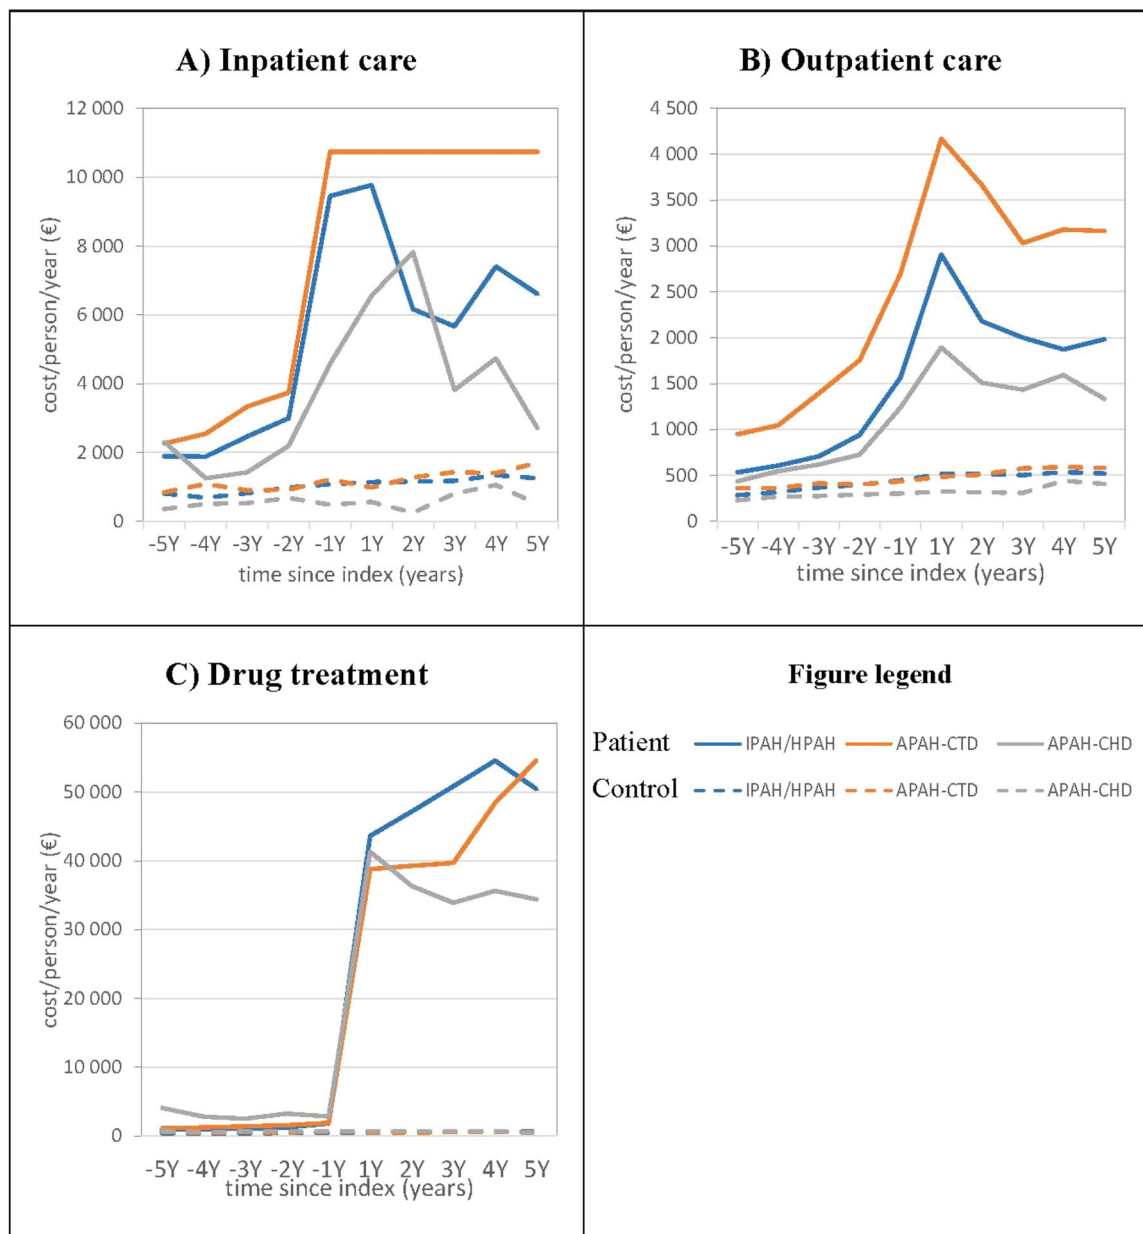 A) Inpatient care
12 000
10 000
8 000
6 000
4 000
2 000
0
cost/person/year (€)
-5Y -4Y -3Y -2Y -1Y 1Y 2Y 3Y 4Y 5Y
time since index (years)
B) Outpatient care
4 500
4 000
3 500
3 000
2 500
2 000
1 500
1 000
500
0
cost/person/year (€)
-5Y -4Y -3Y -2Y -1Y 1Y 2Y 3Y 4Y 5Y
time since index (years)
C) Drug treatment
60 000
50 000
40 000
30 000
20 000
10 000
0
cost/person/year (€)
-5Y -4Y -3Y -2Y -1Y 1Y 2Y 3Y 4Y 5Y
time since index (years)
Figure legend
Patient IPAH/HPAH APAH-CTD APAH-CHD
Control IPAH/HPAH APAH-CTD APAH-CHD